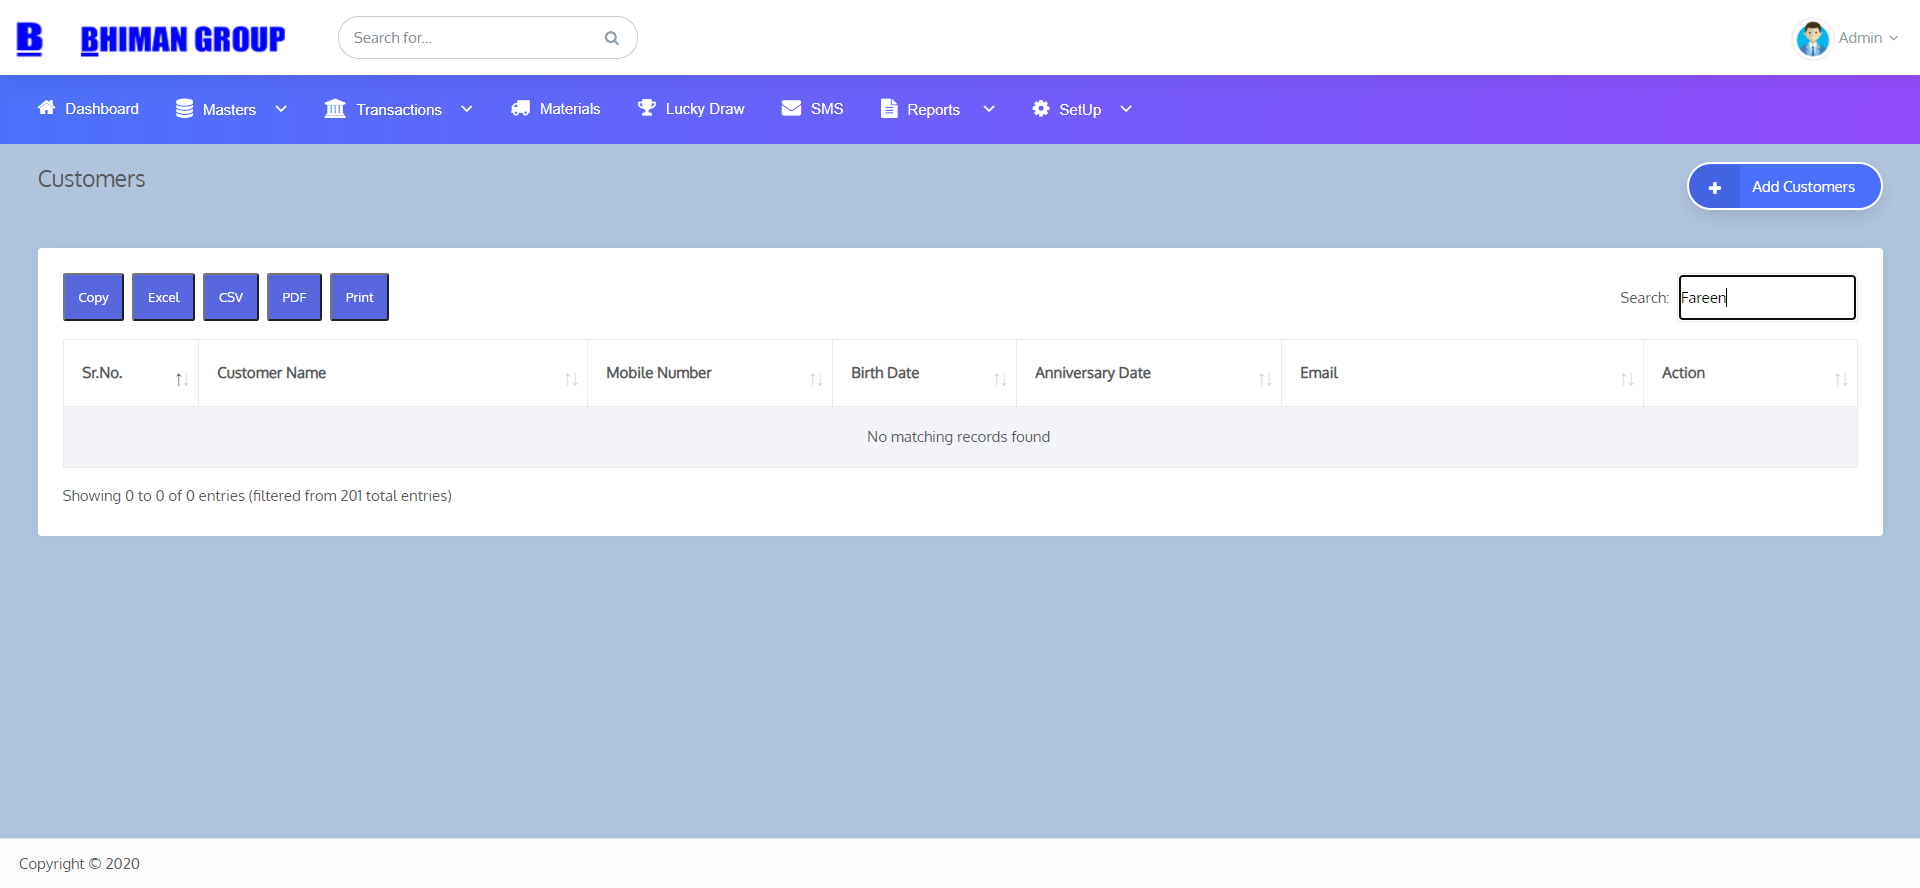 B BHIMAN GROUP
Search for...
Admin
Dashboard Masters Transactions Materials Lucky Draw SMS Reports SetUp
Customers
Add Customers
Copy Excel CSV PDF Print
Search: Fareen
Sr.No. Customer Name Mobile Number Birth Date Anniversary Date Email Action
No matching records found
Showing 0 to 0 of 0 entries (filtered from 201 total entries)
Copyright © 2020